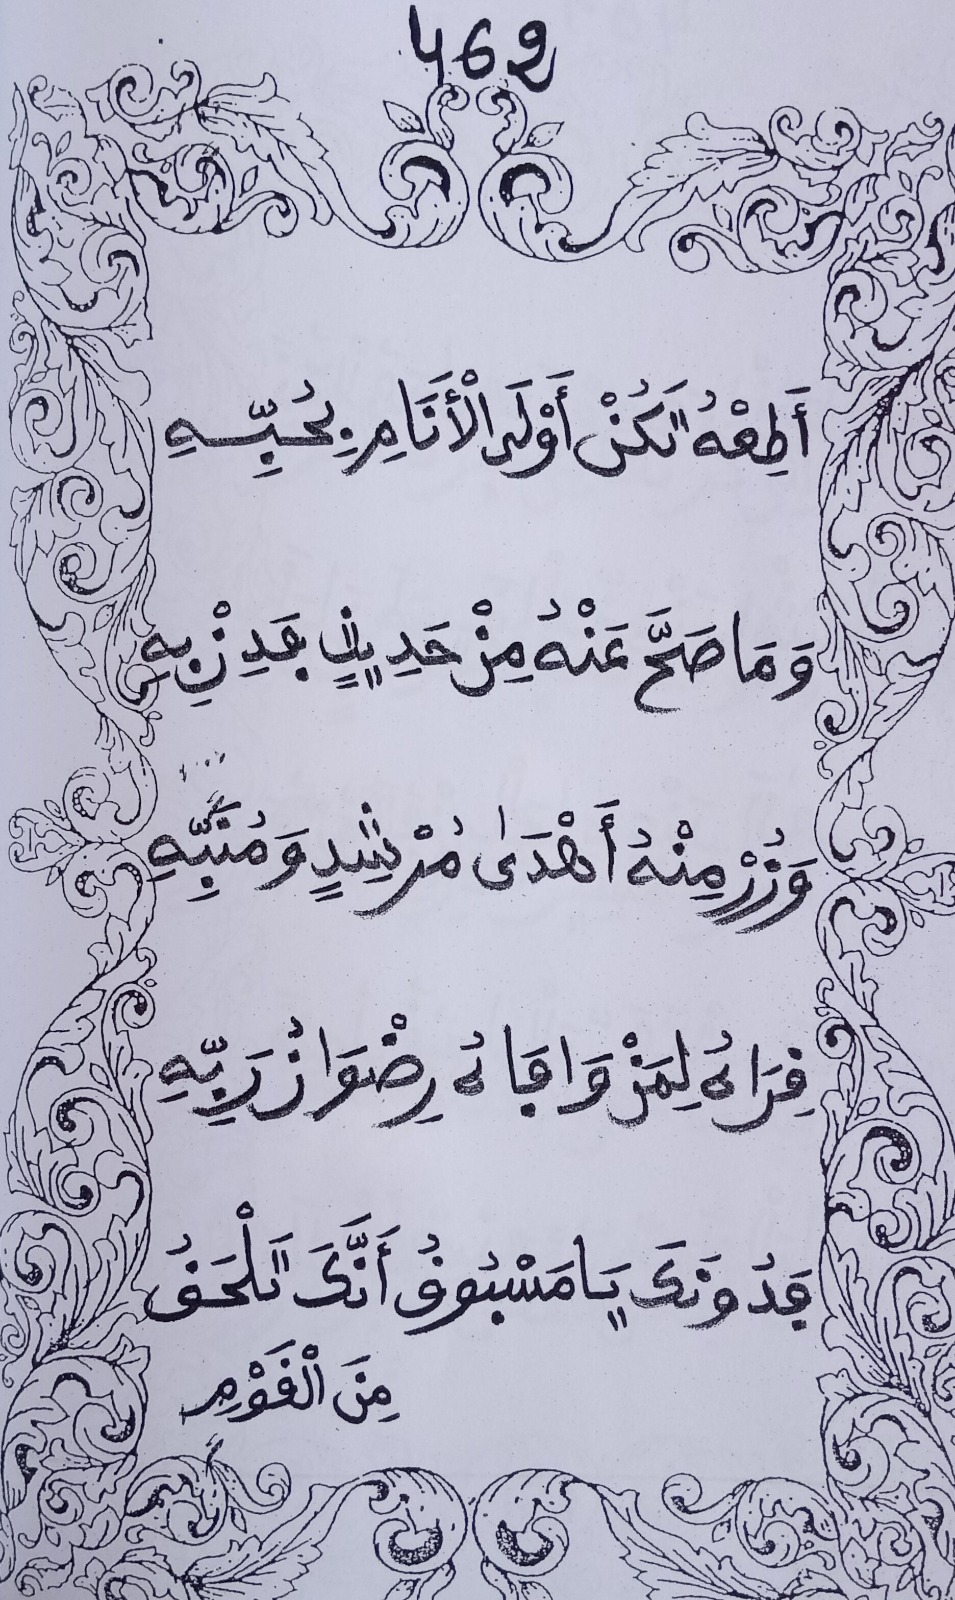 462
أَطِعْهُ تَكُنْ أَوْلَى الْأَنَامِ بِحُبِّهِ
وَمَا صَحَّ عَنْهُ مِنْ حَدِيثٍ فَدِنْ بِهِ
وَزُرْ مِنْهُ أَهْدَى مُرْشِدٍ وَمُنَبِّهِ
قِرَاهُ لِمَنْ وَافَاهُ رِضْوَانُ رَبِّهِ
فَدُونَكَ يَا مَسْبُوقُ أَنَّكَ تَلْحَقُ
مِنَ الْقَوْمِ